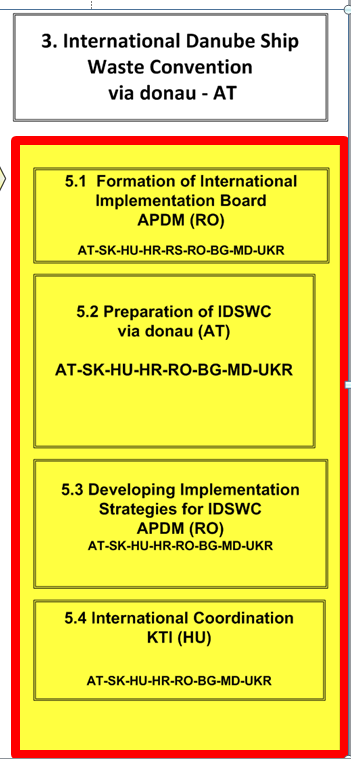 3. International Danube Ship
Waste Convention
via donau - AT
5.1 Formation of International
Implementation Board
APDM (RO)
AT-SK-HU-HR-RS-RO-BG-MD-UKR
5.2 Preparation of IDSWC
via donau (AT)
AT-SK-HU-HR-RO-BG-MD-UKR
5.3 Developing Implementation
Strategies for IDSWC
APDM (RO)
AT-SK-HU-HR-RO-BG-MD-UKR
5.4 International Coordination
KTI (HU)
AT-SK-HU-HR-RO-BG-MD-UKR